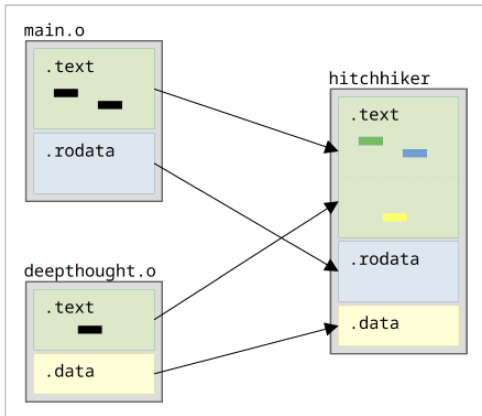 main.o
.text
.rodata
deepthought.o
.text
.data
hitchhiker
.text
.rodata
.data